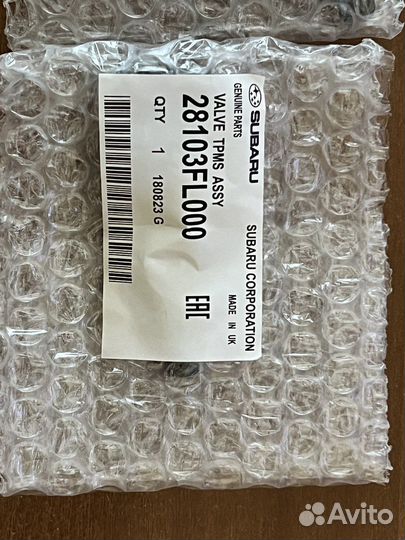 SUBARU
GENUINE PARTS
SUBARU CORPORATION
MADE IN UK
VALVE TPMS ASSY
28103FL000
EAC
QTY 1 180823 G
Avito